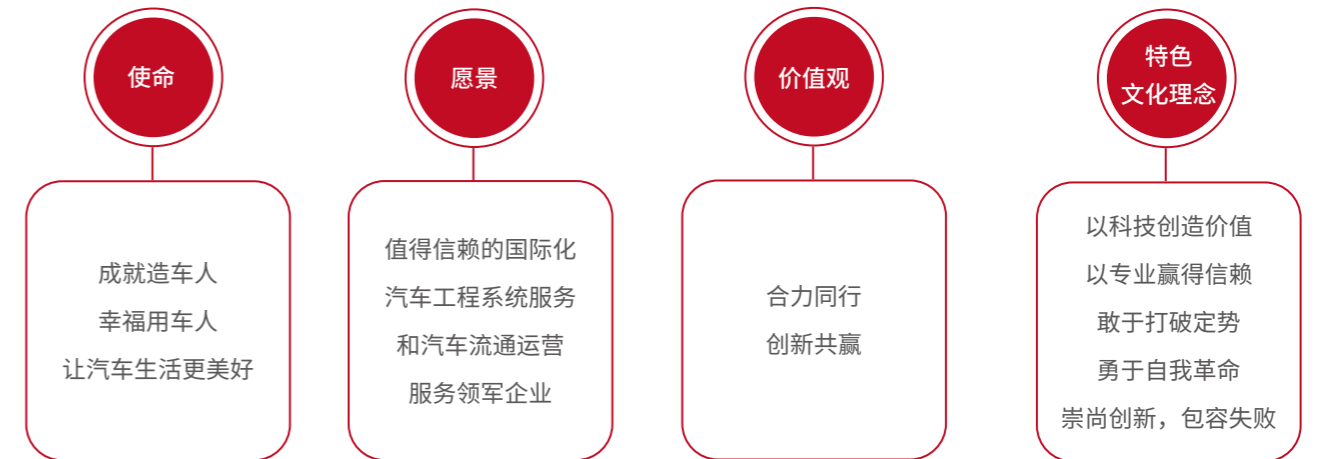 使命
成就造车人
幸福用车人
让汽车生活更美好
愿景
值得信赖的国际化
汽车工程系统服务
和汽车流通运营
服务领军企业
价值观
合力同行
创新共赢
特色
文化理念
以科技创造价值
以专业赢得信赖
敢于打破定势
勇于自我革命
崇尚创新，包容失败